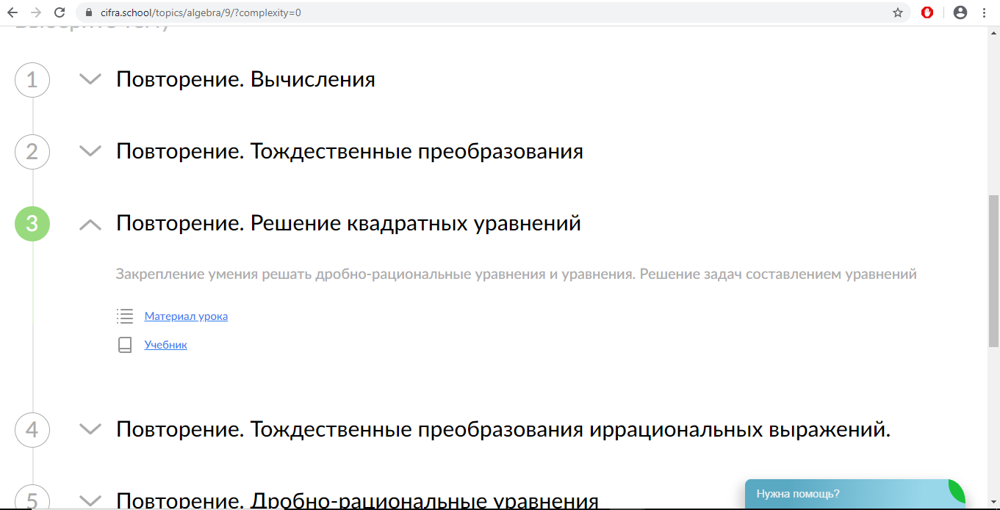 cifra.school/topics/algebra/9/?complexity=0
1 Повторение. Вычисления
2 Повторение. Тождественные преобразования
3 Повторение. Решение квадратных уравнений
Закрепление умения решать дробно-рациональные уравнения и уравнения. Решение задач составлением уравнений
Материал урока
Учебник
4 Повторение. Тождественные преобразования иррациональных выражений.
5 Повторение. Дробно-рациональные уравнения
Нужна помощь?